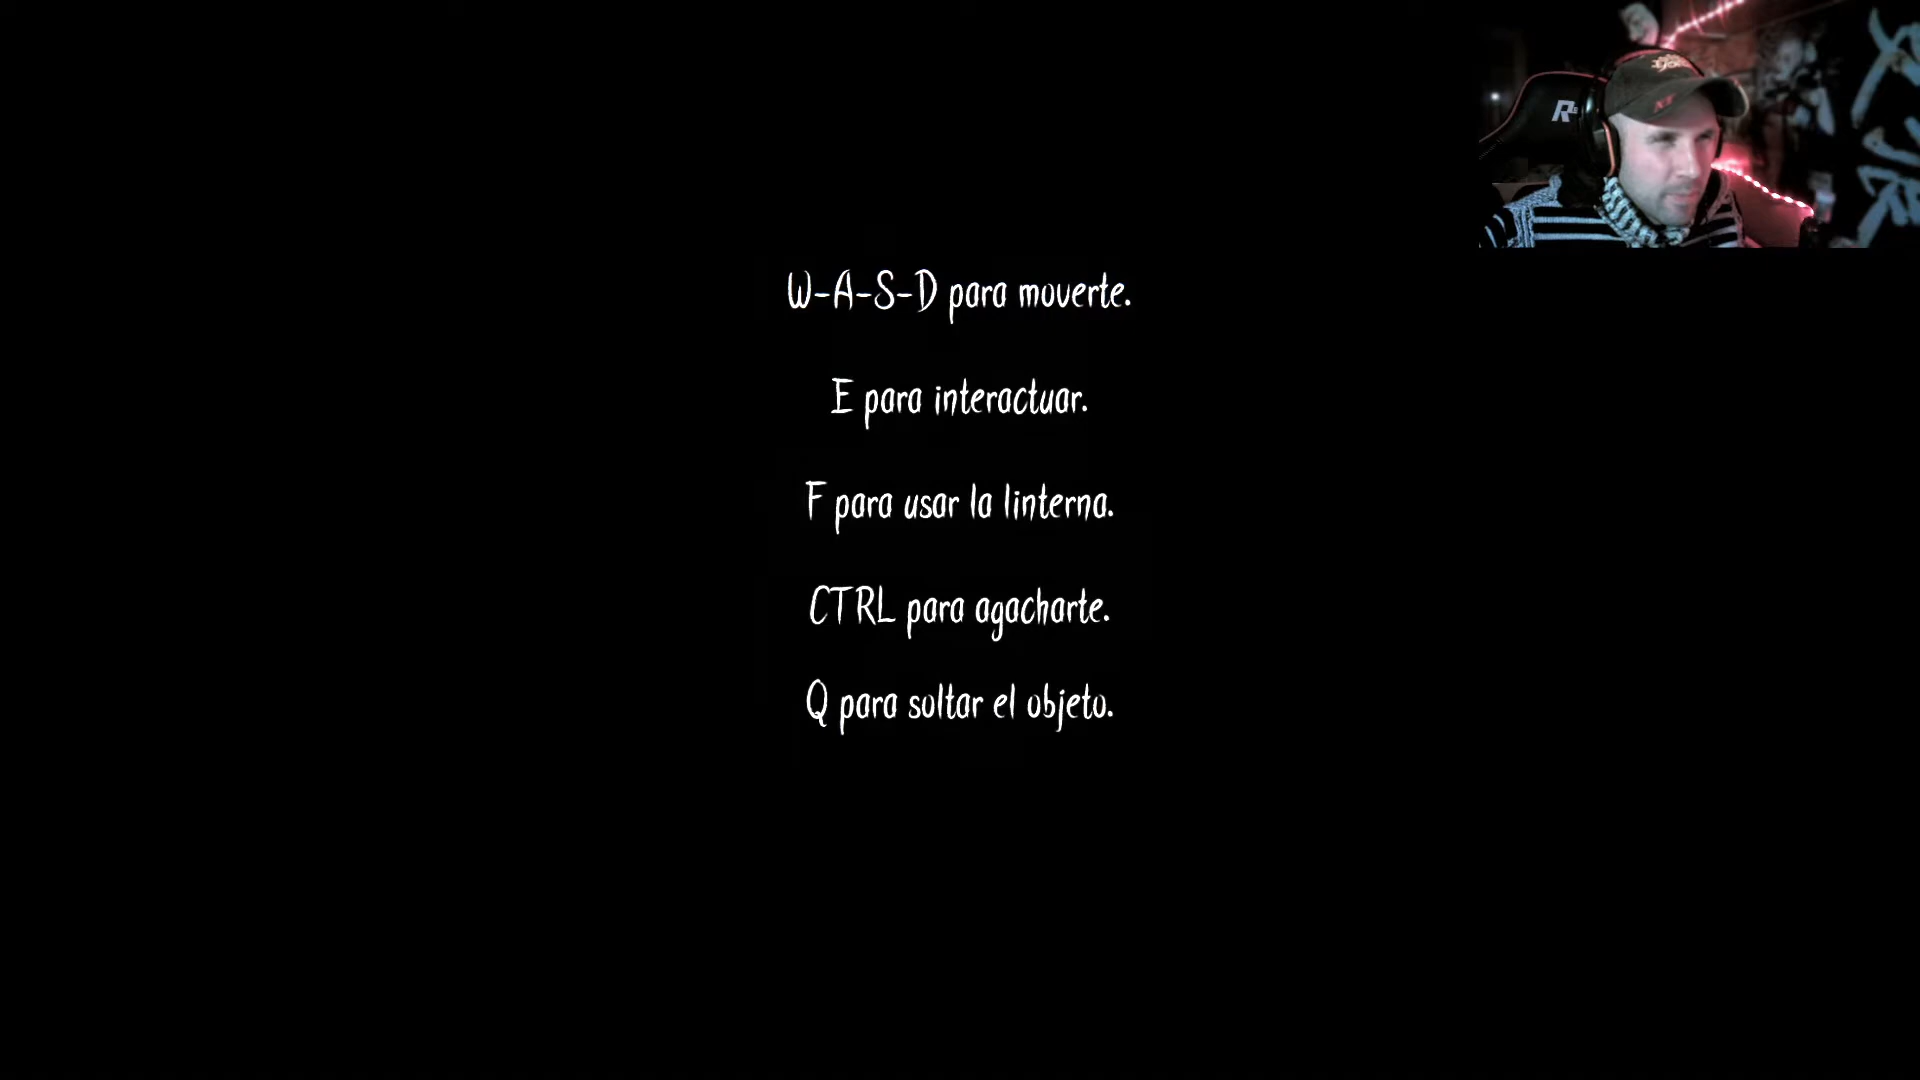 W-A-S-D para moverte.
E para interactuar.
F para usar la linterna.
CTRL para agacharte.
Q para soltar el objeto.